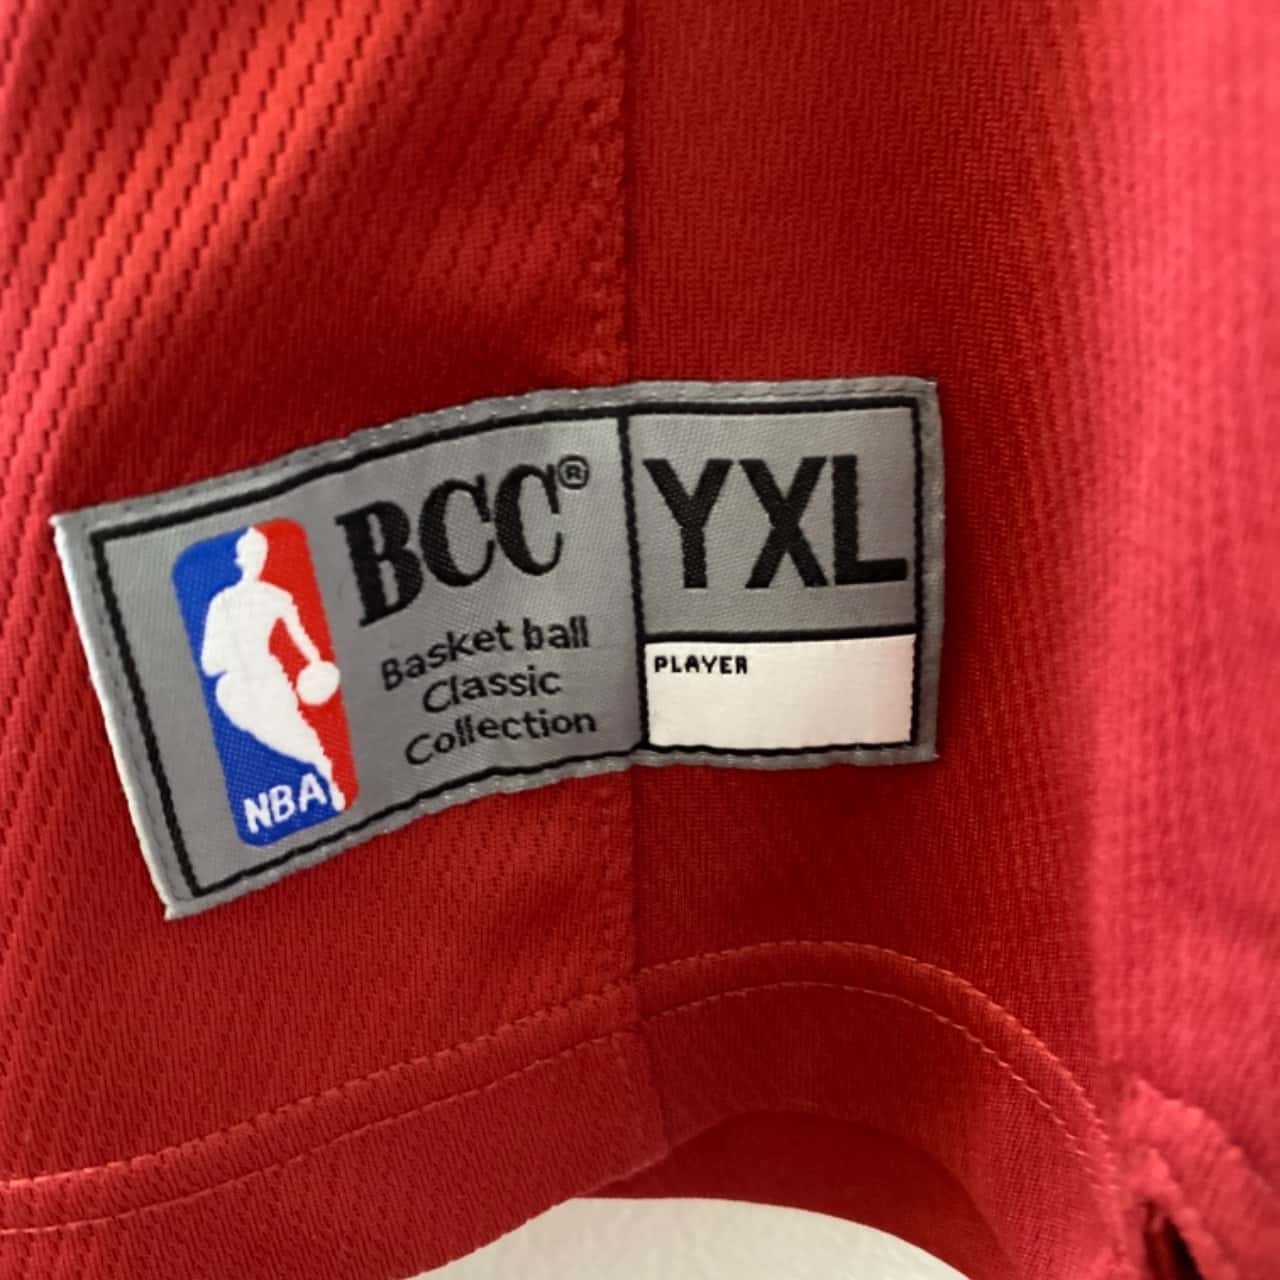 BCC®
Basket ball
Classic
Collection
NBA
YXL
PLAYER